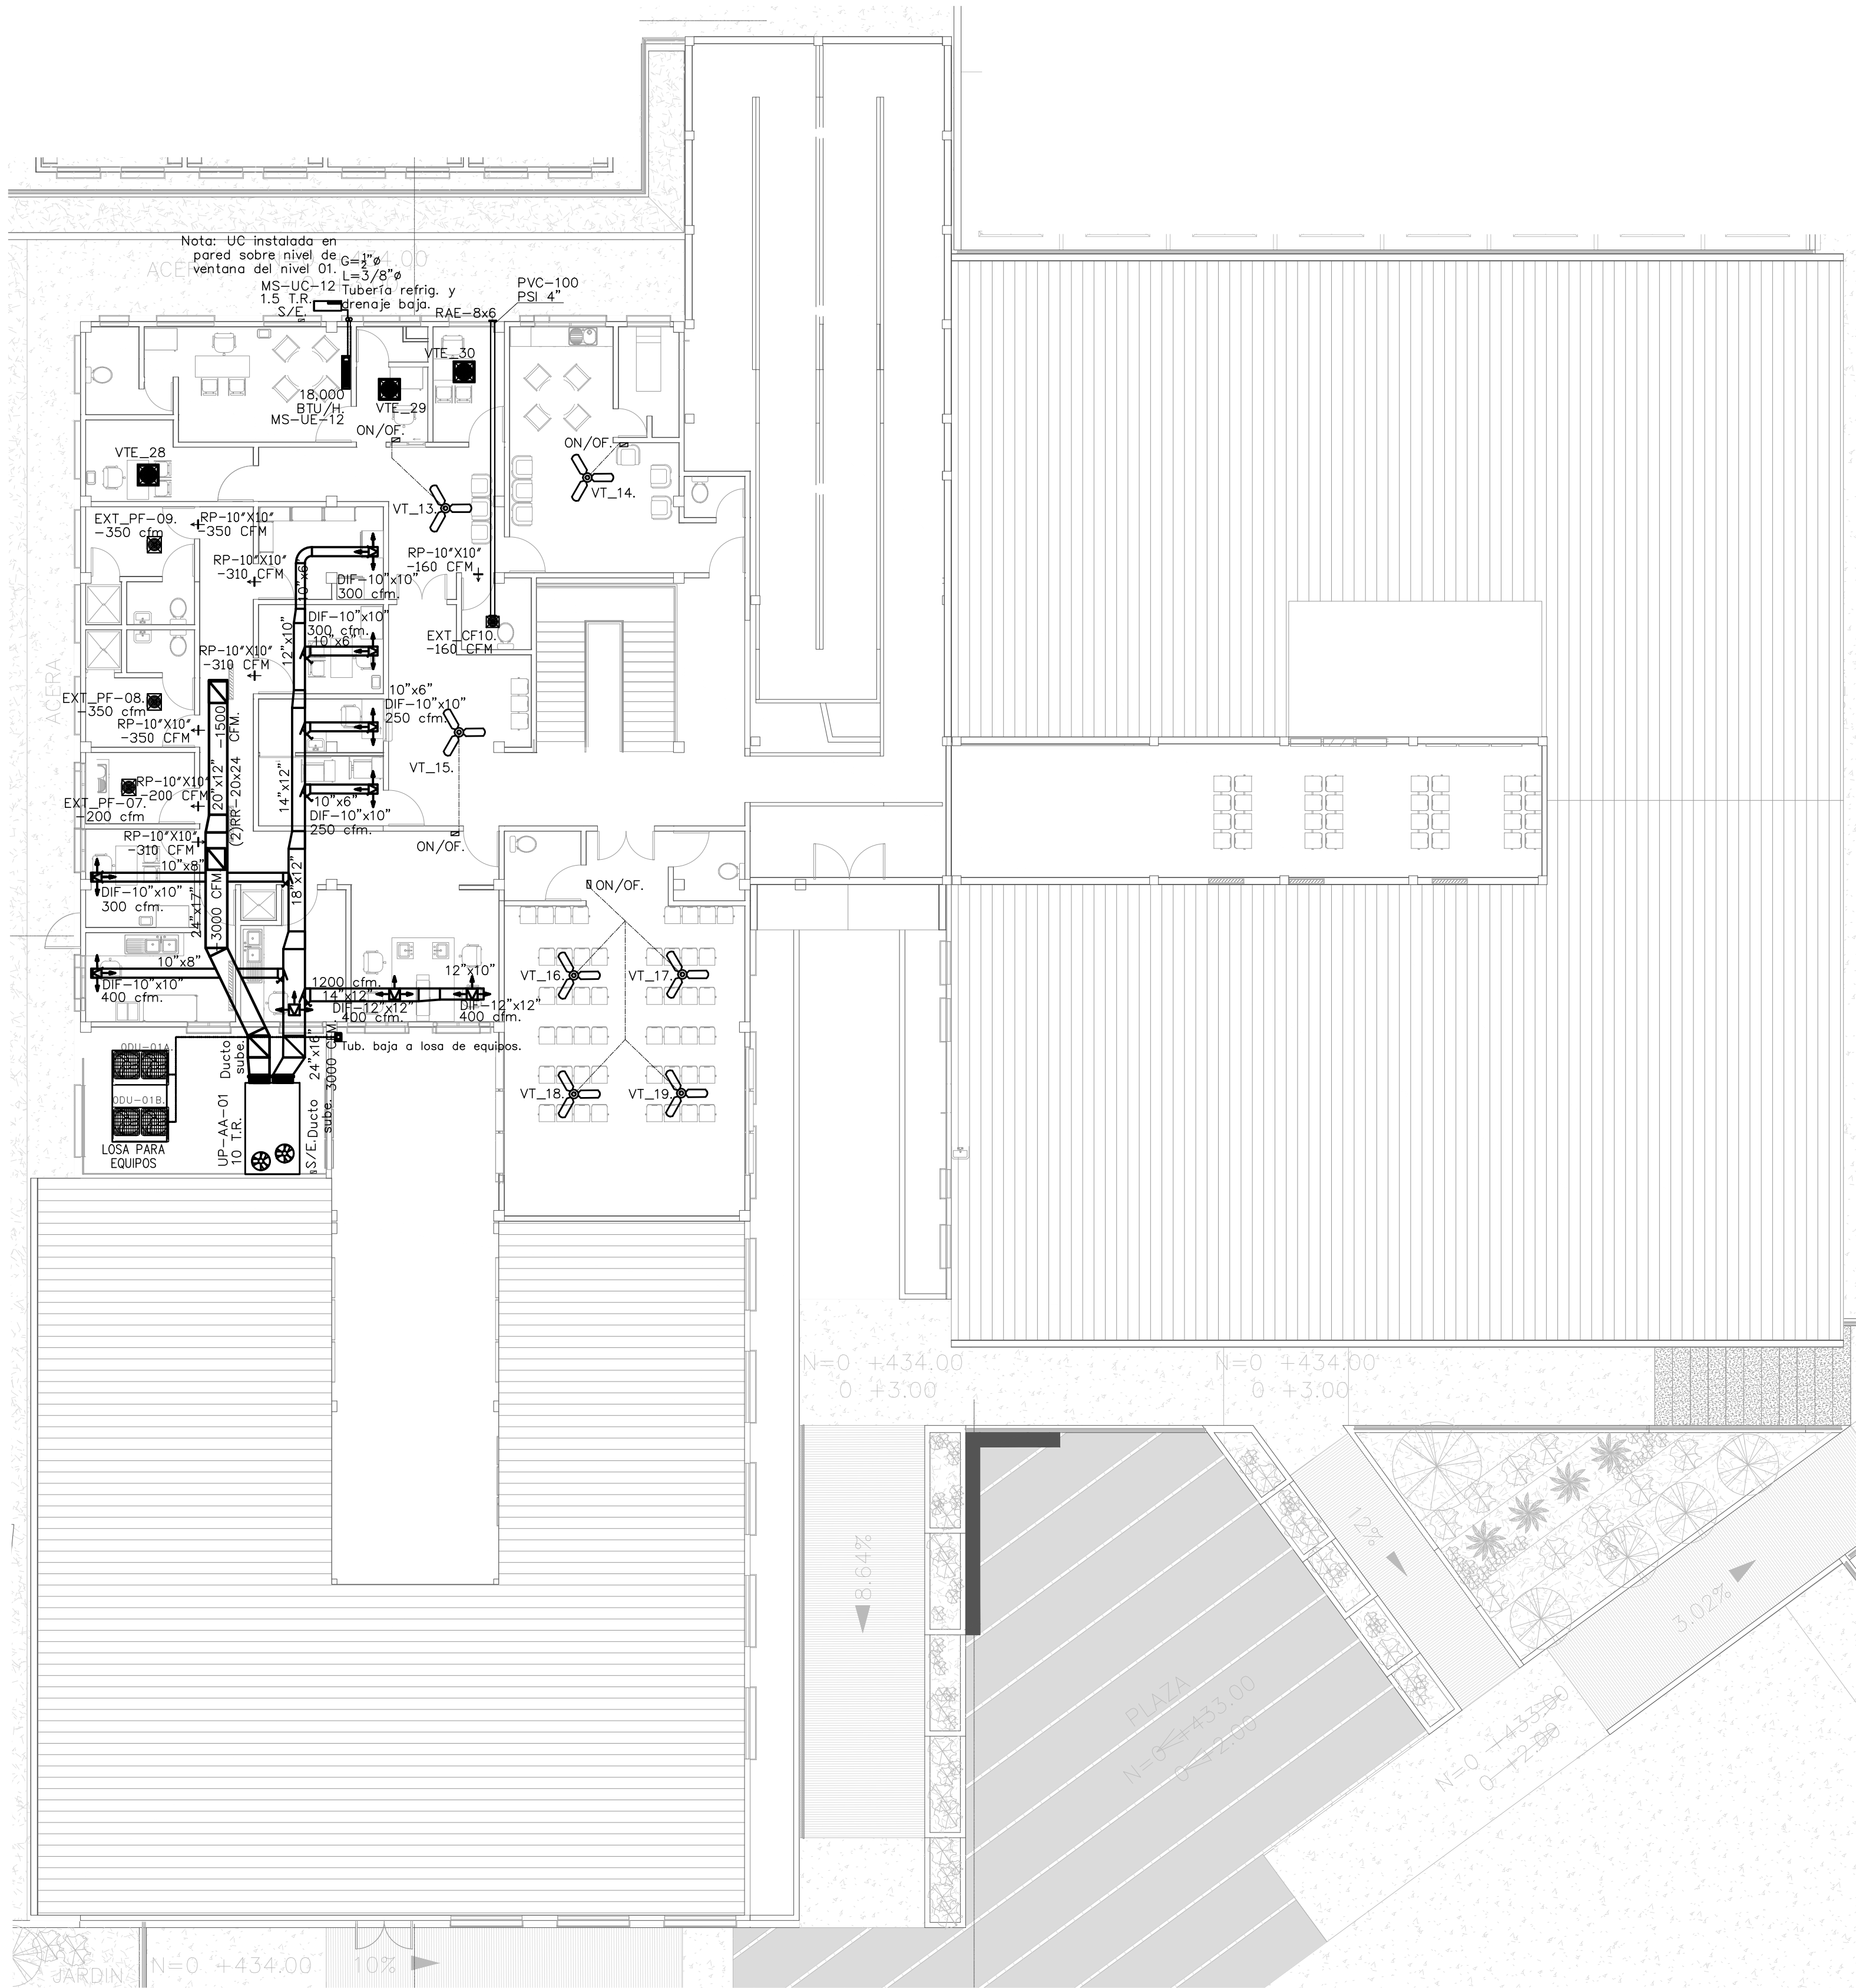 Nota: UC instalada en
pared sobre nivel de
ventana del nivel 01.
G=½"ø
L=3/8"ø
Tubería refrig. y
drenaje baja.
MS-UC-12
1.5 T.R.
S/E.
PVC-100
PSI 4"
RAE-8x6
VTE_30
18,000
BTU/H.
MS-UE-12
VTE_29
ON/OF.
ON/OF.
VTE_28
VT_13.
VT_14.
EXT_PF-09.
-350 cfm
RP-10"X10"
-350 CFM
RP-10"X10"
-310 CFM
RP-10"X10"
-160 CFM
10"x6"
DIF-10"x10"
300 cfm.
12"x10"
DIF-10"x10"
300 cfm.
10"x6"
EXT_CF10.
-160 CFM
RP-10"X10"
-310 CFM
ACERA
EXT_PF-08.
-350 cfm
RP-10"X10"
-350 CFM
-1500
CFM.
20"x12"
(2)RR-20x24
10"x6"
DIF-10"x10"
250 cfm.
VT_15.
14"x12"
RP-10"X10"
-200 CFM
EXT_PF-07.
-200 cfm
10"x6"
DIF-10"x10"
250 cfm.
RP-10"X10"
-310 CFM
ON/OF.
10"x8"
DIF-10"x10"
300 cfm.
24"x17"
-3000 CFM
18"x12"
ON/OF.
10"x8"
DIF-10"x10"
400 cfm.
1200 cfm.
14"x12"
DIF-12"x12"
400 cfm.
12"x10"
DIF-12"x12"
400 cfm.
VT_16.
VT_17.
Tub. baja a losa de equipos.
ODU-01A.
ODU-01B.
LOSA PARA
EQUIPOS
Ducto
sube.
UP-AA-01
10 T.R.
24"x16"
3000 CFM.
Ducto
sube.
S/E.
VT_18.
VT_19.
N=0 +434.00
0 +3.00
N=0 +434.00
0 +3.00
8.64%
12%
3.02%
PLAZA
N=0 +433.00
0 +2.00
N=0 +433.00
0 +2.00
JARDIN
N=0 +434.00
10%